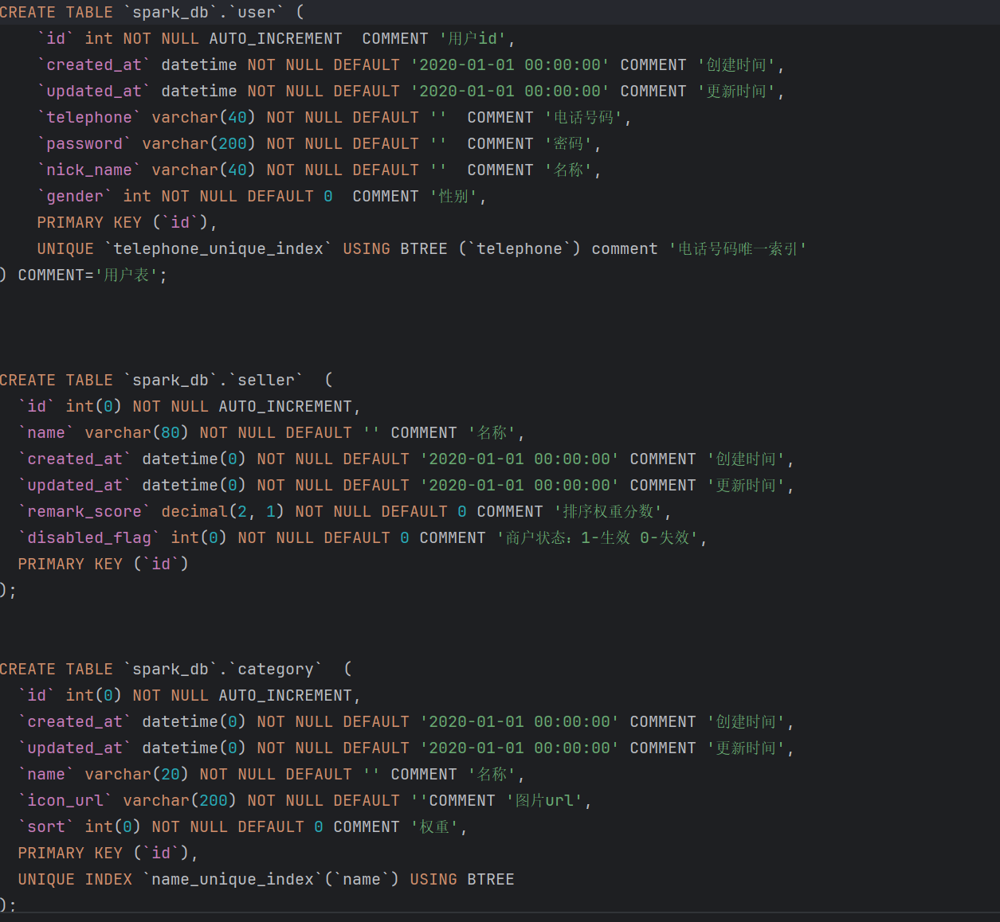 CREATE TABLE `spark_db`.`user` (
    `id` int NOT NULL AUTO_INCREMENT  COMMENT '用户id',
    `created_at` datetime NOT NULL DEFAULT '2020-01-01 00:00:00' COMMENT '创建时间',
    `updated_at` datetime NOT NULL DEFAULT '2020-01-01 00:00:00' COMMENT '更新时间',
    `telephone` varchar(40) NOT NULL DEFAULT ''  COMMENT '电话号码',
    `password` varchar(200) NOT NULL DEFAULT ''  COMMENT '密码',
    `nick_name` varchar(40) NOT NULL DEFAULT ''  COMMENT '名称',
    `gender` int NOT NULL DEFAULT 0  COMMENT '性别',
    PRIMARY KEY (`id`),
    UNIQUE `telephone_unique_index` USING BTREE (`telephone`) comment '电话号码唯一索引'
) COMMENT='用户表';
CREATE TABLE `spark_db`.`seller`  (
  `id` int(0) NOT NULL AUTO_INCREMENT,
  `name` varchar(80) NOT NULL DEFAULT '' COMMENT '名称',
  `created_at` datetime(0) NOT NULL DEFAULT '2020-01-01 00:00:00' COMMENT '创建时间',
  `updated_at` datetime(0) NOT NULL DEFAULT '2020-01-01 00:00:00' COMMENT '更新时间',
  `remark_score` decimal(2, 1) NOT NULL DEFAULT 0 COMMENT '排序权重分数',
  `disabled_flag` int(0) NOT NULL DEFAULT 0 COMMENT '商户状态：1-生效 0-失效',
  PRIMARY KEY (`id`)
);
CREATE TABLE `spark_db`.`category`  (
  `id` int(0) NOT NULL AUTO_INCREMENT,
  `created_at` datetime(0) NOT NULL DEFAULT '2020-01-01 00:00:00' COMMENT '创建时间',
  `updated_at` datetime(0) NOT NULL DEFAULT '2020-01-01 00:00:00' COMMENT '更新时间',
  `name` varchar(20) NOT NULL DEFAULT '' COMMENT '名称',
  `icon_url` varchar(200) NOT NULL DEFAULT ''COMMENT '图片url',
  `sort` int(0) NOT NULL DEFAULT 0 COMMENT '权重',
  PRIMARY KEY (`id`),
  UNIQUE INDEX `name_unique_index`(`name`) USING BTREE
);